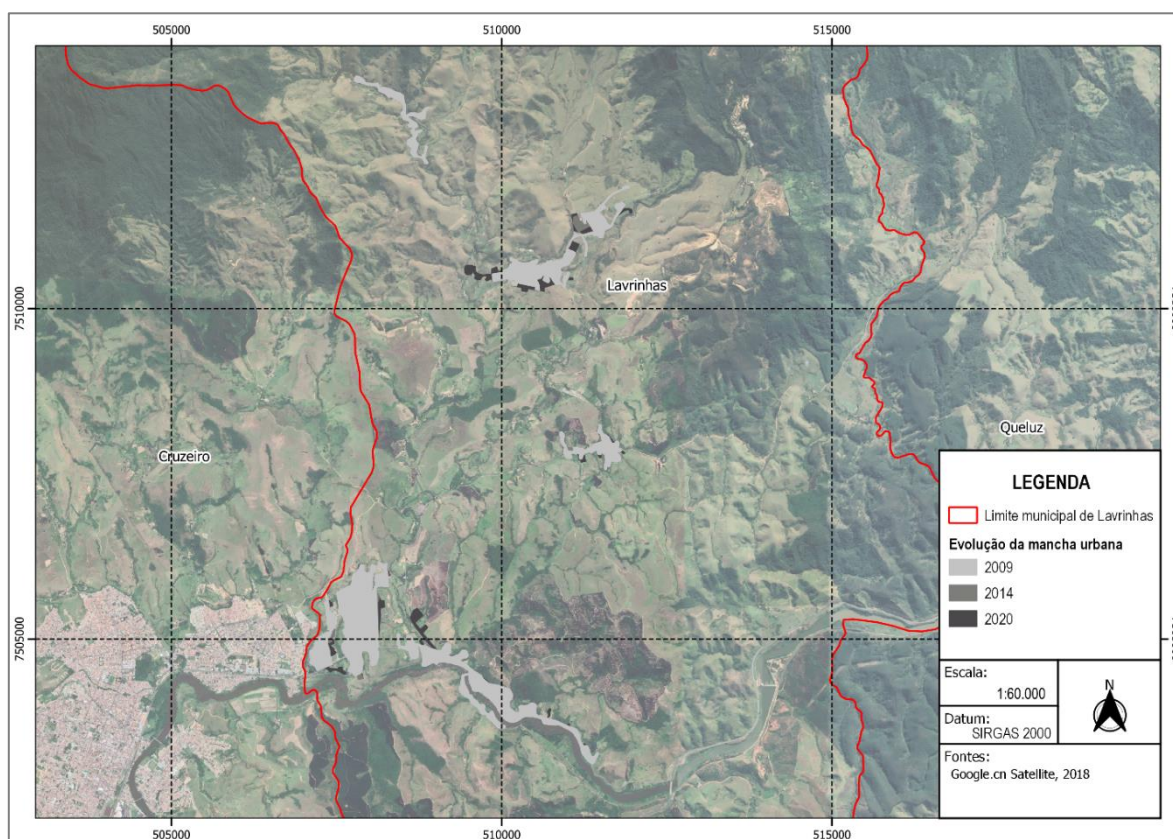 505000 510000 515000
7510000
Lavrinhas
Cruzeiro
Queluz
7505000
LEGENDA
Limite municipal de Lavrinhas
Evolução da mancha urbana
2009
2014
2020
Escala:
1:60.000
N
Datum:
SIRGAS 2000
Fontes:
Google.cn Satellite, 2018
505000 510000 515000